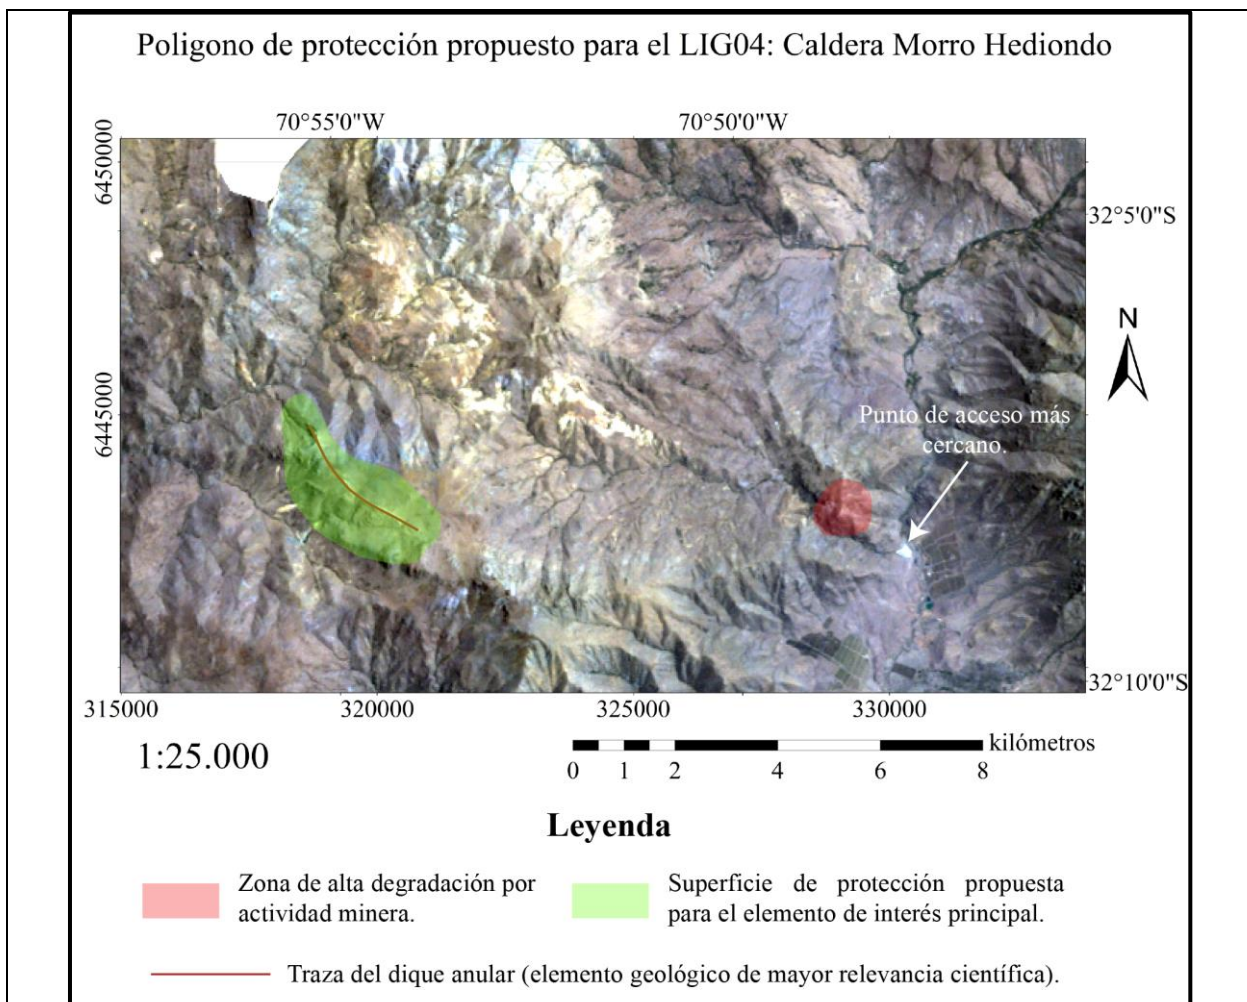 Poligono de protección propuesto para el LIG04: Caldera Morro Hediondo
70°55'0"W
70°50'0"W
6450000
32°5'0"S
N
6445000
Punto de acceso más
cercano.
32°10'0"S
315000
320000
325000
330000
1:25.000
kilómetros
0
1
2
4
6
8
Leyenda
Zona de alta degradación por
actividad minera.
Superficie de protección propuesta
para el elemento de interés principal.
Traza del dique anular (elemento geológico de mayor relevancia científica).